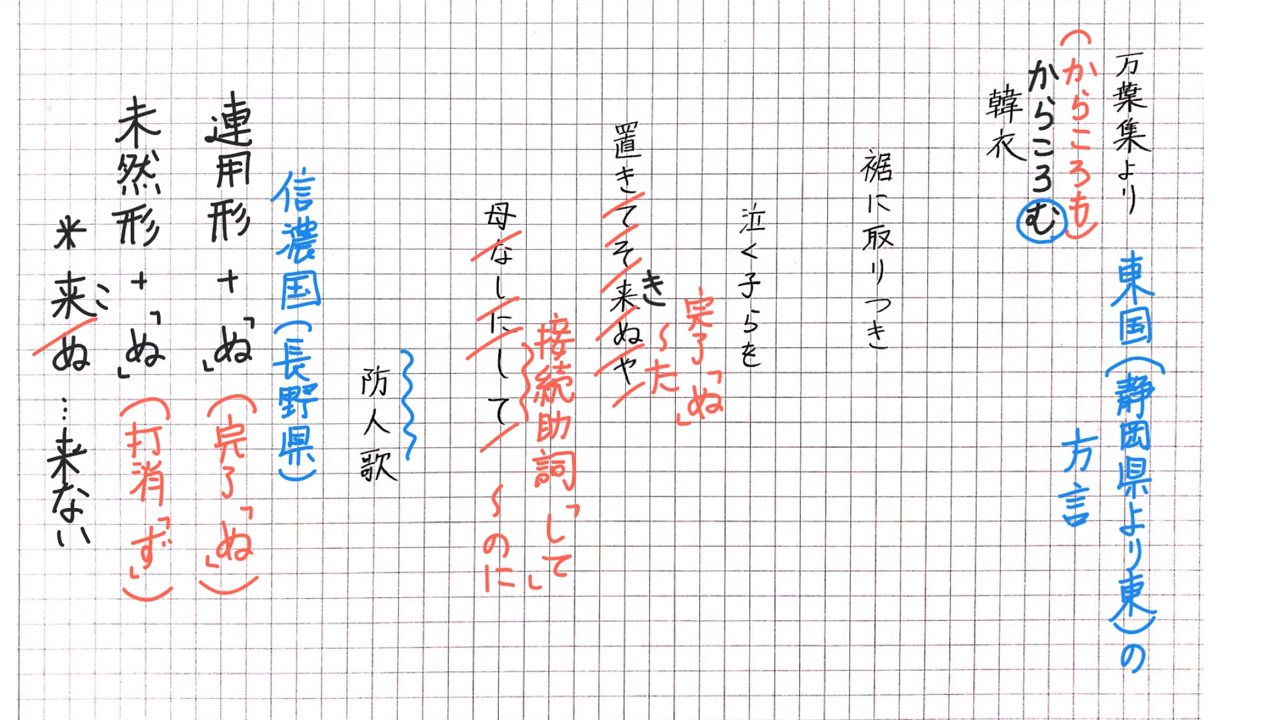 万葉集より
東国(静岡県より東)の
方言
(からころも)
からころむ
韓衣
裾に取りつき
泣く子らを
完了「ぬ」
~た
き
置きてそ来ぬや
接続助詞「して」
母なしにして
~のに
防人歌
信濃国(長野県)
連用形+「ぬ」(完了「ぬ」)
未然形+「ぬ」(打消「ず」)
こ
*来ぬ…来ない